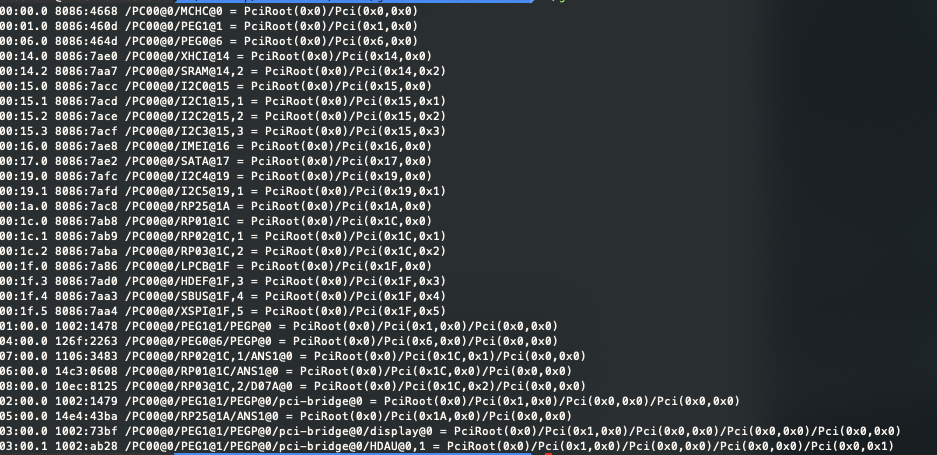 00:00.0 8086:4668 /PC00@0/MCHC@0 = PciRoot(0x0)/Pci(0x0,0x0)
00:01.0 8086:460d /PC00@0/PEG1@1 = PciRoot(0x0)/Pci(0x1,0x0)
00:06.0 8086:464d /PC00@0/PEG0@6 = PciRoot(0x0)/Pci(0x6,0x0)
00:14.0 8086:7ae0 /PC00@0/XHCI@14 = PciRoot(0x0)/Pci(0x14,0x0)
00:14.2 8086:7aa7 /PC00@0/SRAM@14,2 = PciRoot(0x0)/Pci(0x14,0x2)
00:15.0 8086:7acc /PC00@0/I2C0@15 = PciRoot(0x0)/Pci(0x15,0x0)
00:15.1 8086:7acd /PC00@0/I2C1@15,1 = PciRoot(0x0)/Pci(0x15,0x1)
00:15.2 8086:7ace /PC00@0/I2C2@15,2 = PciRoot(0x0)/Pci(0x15,0x2)
00:15.3 8086:7acf /PC00@0/I2C3@15,3 = PciRoot(0x0)/Pci(0x15,0x3)
00:16.0 8086:7ae8 /PC00@0/IMEI@16 = PciRoot(0x0)/Pci(0x16,0x0)
00:17.0 8086:7ae2 /PC00@0/SATA@17 = PciRoot(0x0)/Pci(0x17,0x0)
00:19.0 8086:7afc /PC00@0/I2C4@19 = PciRoot(0x0)/Pci(0x19,0x0)
00:19.1 8086:7afd /PC00@0/I2C5@19,1 = PciRoot(0x0)/Pci(0x19,0x1)
00:1a.0 8086:7ac8 /PC00@0/RP25@1A = PciRoot(0x0)/Pci(0x1A,0x0)
00:1c.0 8086:7ab8 /PC00@0/RP01@1C = PciRoot(0x0)/Pci(0x1C,0x0)
00:1c.1 8086:7ab9 /PC00@0/RP02@1C,1 = PciRoot(0x0)/Pci(0x1C,0x1)
00:1c.2 8086:7aba /PC00@0/RP03@1C,2 = PciRoot(0x0)/Pci(0x1C,0x2)
00:1f.0 8086:7a86 /PC00@0/LPCB@1F = PciRoot(0x0)/Pci(0x1F,0x0)
00:1f.3 8086:7ad0 /PC00@0/HDEF@1F,3 = PciRoot(0x0)/Pci(0x1F,0x3)
00:1f.4 8086:7aa3 /PC00@0/SBUS@1F,4 = PciRoot(0x0)/Pci(0x1F,0x4)
00:1f.5 8086:7aa4 /PC00@0/XSPI@1F,5 = PciRoot(0x0)/Pci(0x1F,0x5)
01:00.0 1002:1478 /PC00@0/PEG1@1/PEGP@0 = PciRoot(0x0)/Pci(0x1,0x0)/Pci(0x0,0x0)
04:00.0 126f:2263 /PC00@0/PEG0@6/PEGP@0 = PciRoot(0x0)/Pci(0x6,0x0)/Pci(0x0,0x0)
07:00.0 1106:3483 /PC00@0/RP02@1C,1/ANS1@0 = PciRoot(0x0)/Pci(0x1C,0x1)/Pci(0x0,0x0)
06:00.0 14c3:0608 /PC00@0/RP01@1C/ANS1@0 = PciRoot(0x0)/Pci(0x1C,0x0)/Pci(0x0,0x0)
08:00.0 10ec:8125 /PC00@0/RP03@1C,2/D07A@0 = PciRoot(0x0)/Pci(0x1C,0x2)/Pci(0x0,0x0)
02:00.0 1002:1479 /PC00@0/PEG1@1/PEGP@0/pci-bridge@0 = PciRoot(0x0)/Pci(0x1,0x0)/Pci(0x0,0x0)/Pci(0x0,0x0)
05:00.0 14e4:43ba /PC00@0/RP25@1A/ANS1@0 = PciRoot(0x0)/Pci(0x1A,0x0)/Pci(0x0,0x0)
03:00.0 1002:73bf /PC00@0/PEG1@1/PEGP@0/pci-bridge@0/display@0 = PciRoot(0x0)/Pci(0x1,0x0)/Pci(0x0,0x0)/Pci(0x0,0x0)/Pci(0x0,0x0)
03:00.1 1002:ab28 /PC00@0/PEG1@1/PEGP@0/pci-bridge@0/HDAU@0,1 = PciRoot(0x0)/Pci(0x1,0x0)/Pci(0x0,0x0)/Pci(0x0,0x0)/Pci(0x0,0x1)